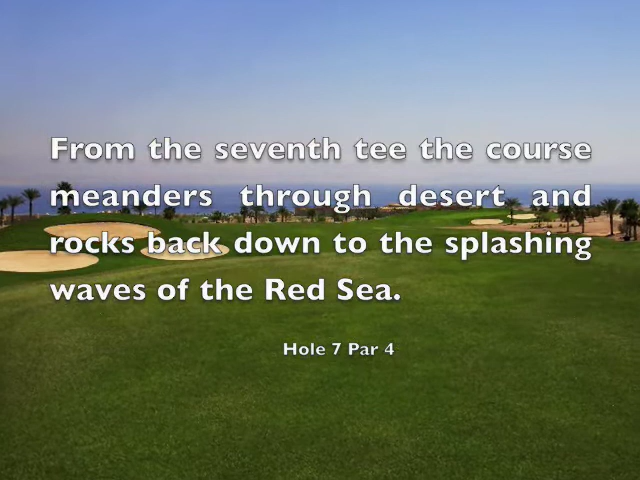 From the seventh tee the course
meanders through desert and
rocks back down to the splashing
waves of the Red Sea.
Hole 7 Par 4